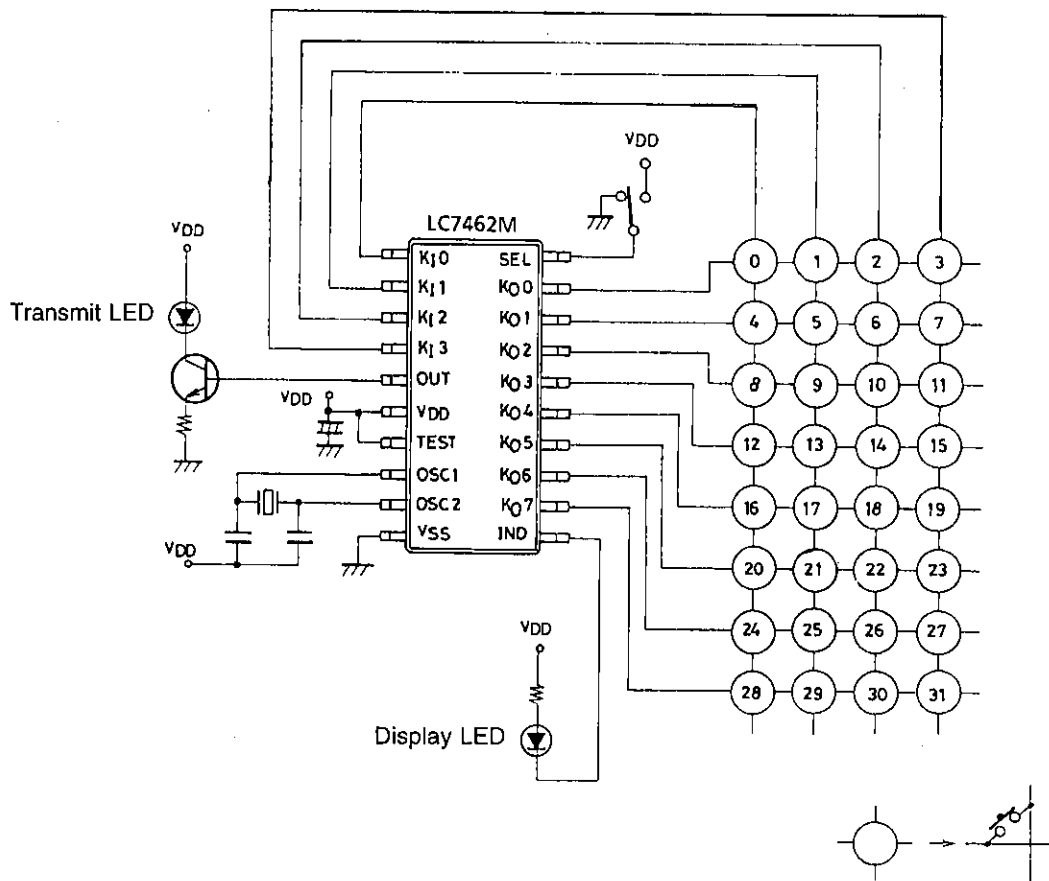 VDD
LC7462M
VDD
Transmit LED
KI0 SEL
KI1 KO0
KI2 KO1
KI3 KO2
OUT KO3
VDD
VDD KO4
TEST KO5
OSC1 KO6
OSC2 KO7
VSS IND
VDD
0 1 2 3
4 5 6 7
8 9 10 11
12 13 14 15
16 17 18 19
20 21 22 23
24 25 26 27
28 29 30 31
VDD
Display LED